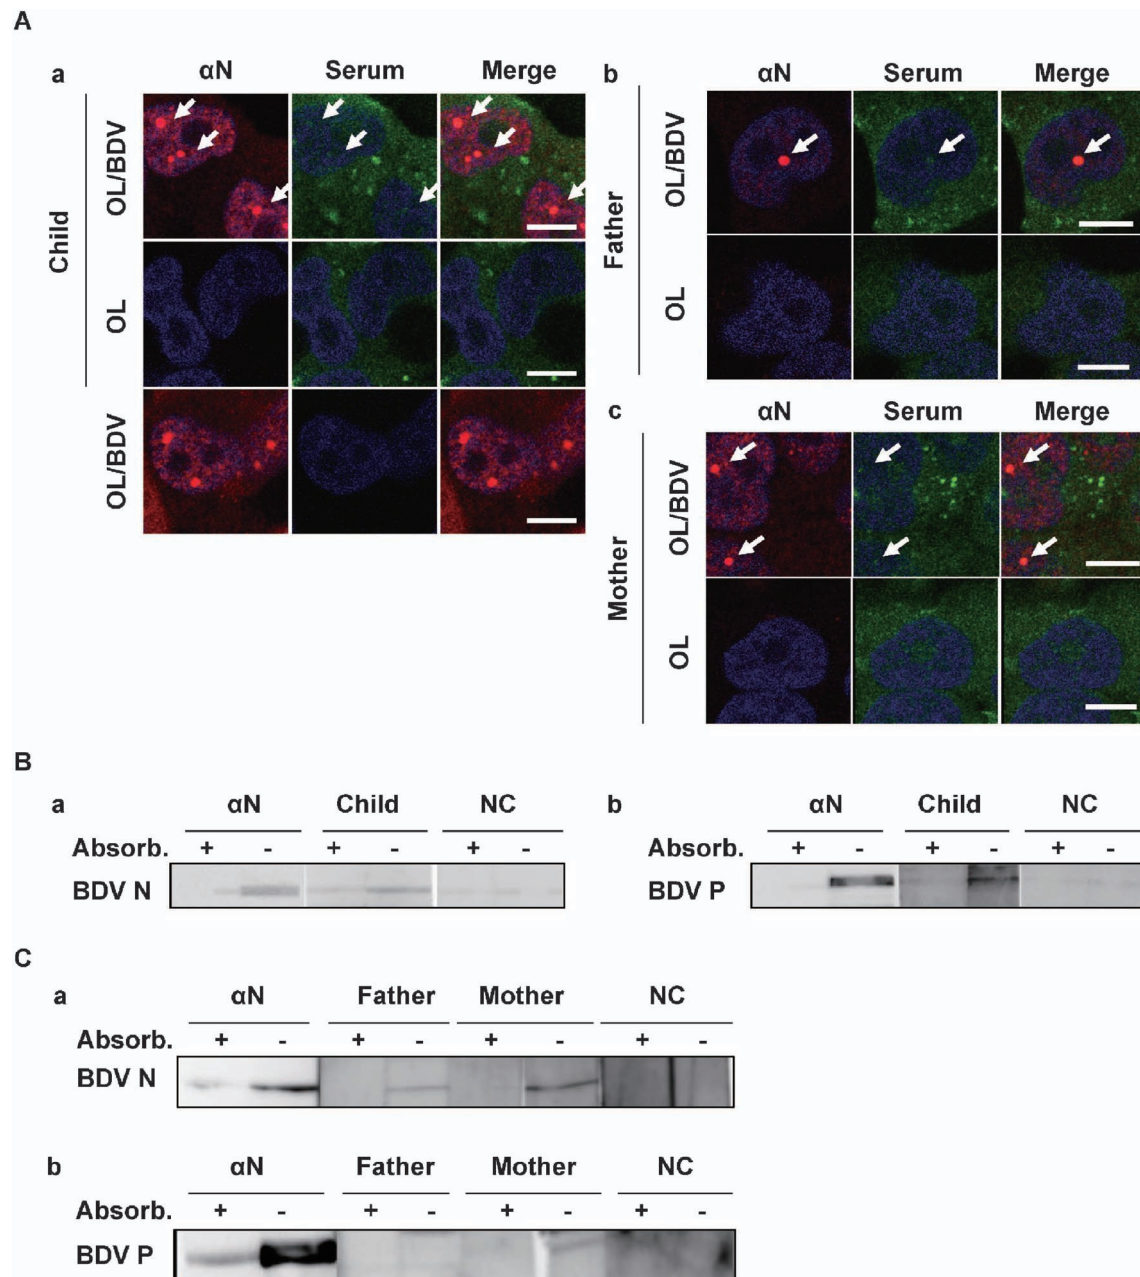 A
a
αN Serum Merge
Child
OL/BDV
OL
OL/BDV
b
αN Serum Merge
Father
OL/BDV
OL
c
αN Serum Merge
Mother
OL/BDV
OL
B
a
αN Child NC
Absorb. + - + - + -
BDV N
b
αN Child NC
Absorb. + - + - + -
BDV P
C
a
αN Father Mother NC
Absorb. + - + - + - + -
BDV N
b
αN Father Mother NC
Absorb. + - + - + - + -
BDV P